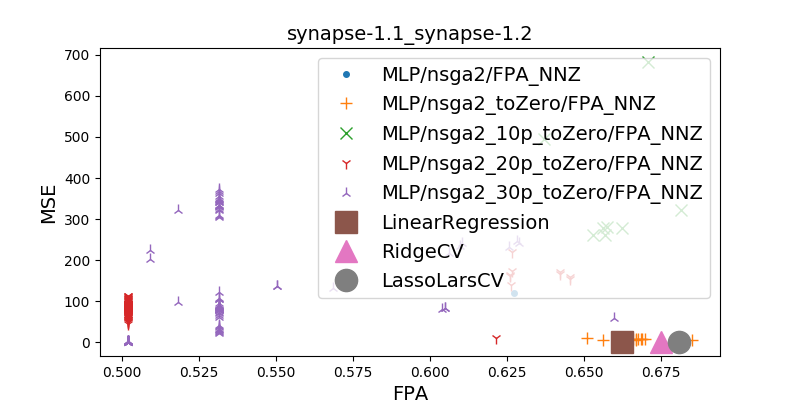 synapse-1.1_synapse-1.2
MSE
700
600
500
400
300
200
100
0
MLP/nsga2/FPA_NNZ
MLP/nsga2_toZero/FPA_NNZ
MLP/nsga2_10p_toZero/FPA_NNZ
MLP/nsga2_20p_toZero/FPA_NNZ
MLP/nsga2_30p_toZero/FPA_NNZ
LinearRegression
RidgeCV
LassoLarsCV
0.500 0.525 0.550 0.575 0.600 0.625 0.650 0.675
FPA